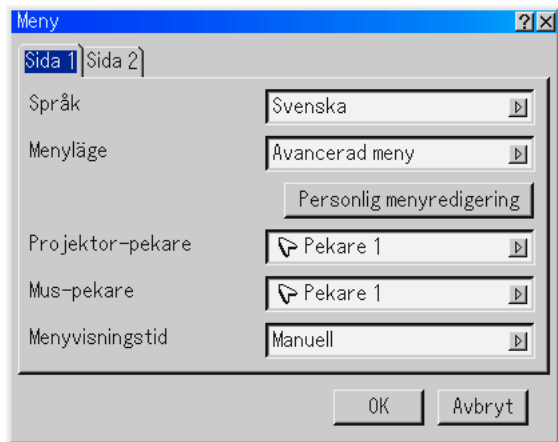 Meny
Sida 1 Sida 2
Språk Svenska
Menyläge Avancerad meny
Personlig menyredigering
Projektor-pekare Pekare 1
Mus-pekare Pekare 1
Menyvisningstid Manuell
OK Avbryt